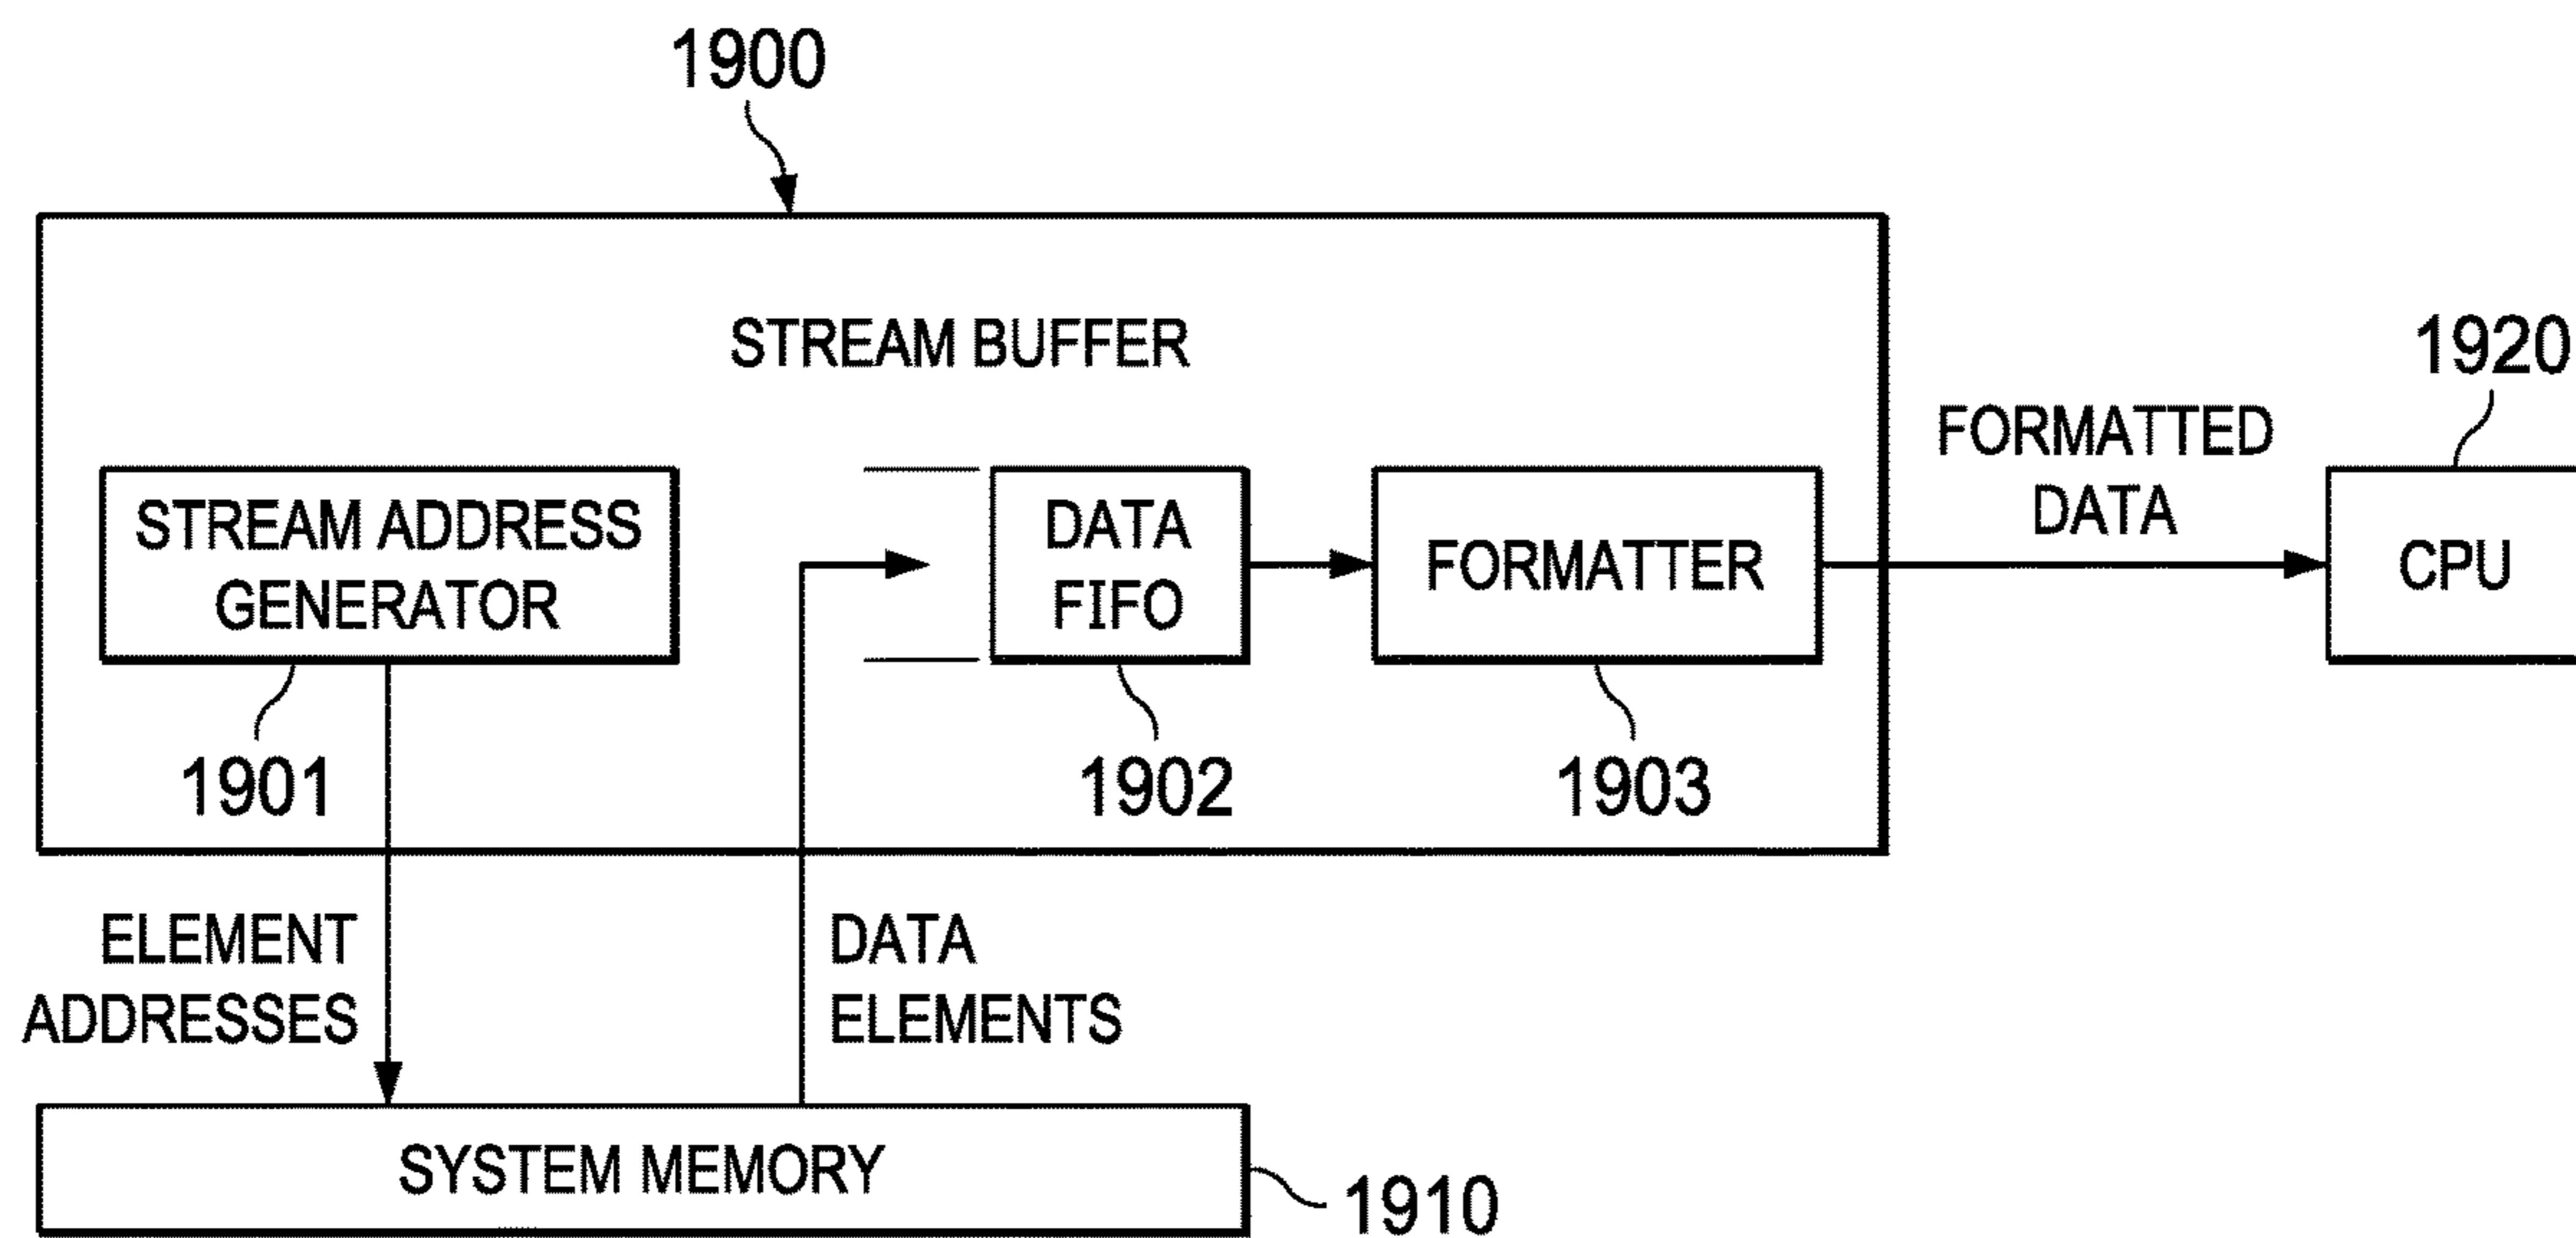 1900
STREAM BUFFER
1920
FORMATTED
DATA
STREAM ADDRESS
GENERATOR
DATA
FIFO
FORMATTER
CPU
1901
1902
1903
ELEMENT
ADDRESSES
DATA
ELEMENTS
SYSTEM MEMORY
1910